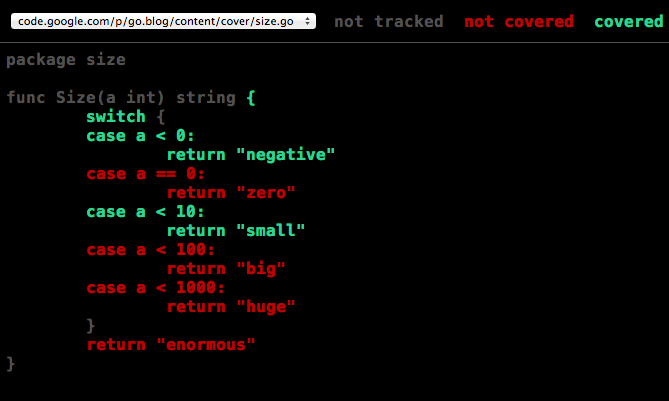 code.google.com/p/go.blog/content/cover/size.go not tracked not covered covered
package size
func Size(a int) string {
switch {
case a < 0:
return "negative"
case a == 0:
return "zero"
case a < 10:
return "small"
case a < 100:
return "big"
case a < 1000:
return "huge"
}
return "enormous"
}